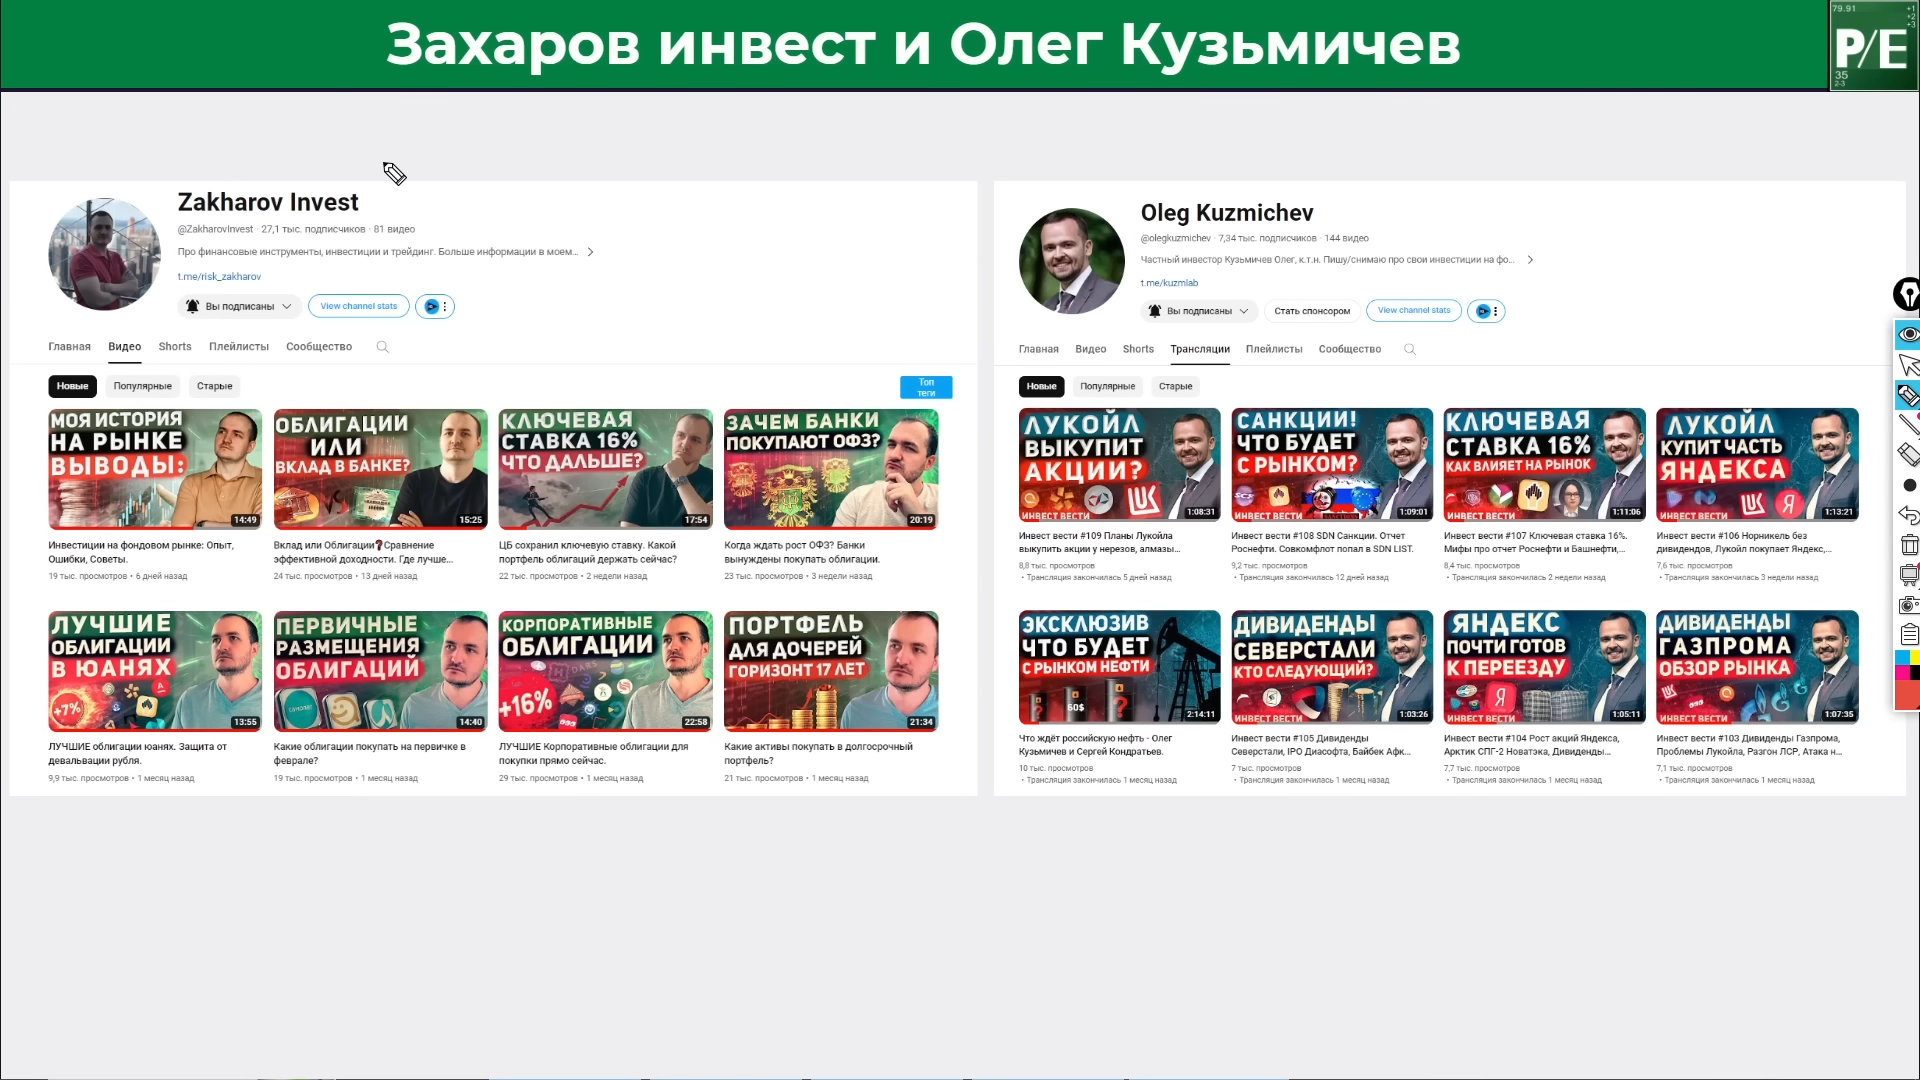 Захаров инвест и Олег Кузьмичев
79.91
+1
+2
+3
P/E
35
2-3
Zakharov Invest
@ZakharovInvest · 27,1 тыс. подписчиков · 81 видео
Про финансовые инструменты, инвестиции и трейдинг. Больше информации в моем...
t.me/risk_zakharov
Вы подписаны
View channel stats
Главная Видео Shorts Плейлисты Сообщество
Новые Популярные Старые
Топ теги
МОЯ ИСТОРИЯ
НА РЫНКЕ
ВЫВОДЫ:
14:49
Инвестиции на фондовом рынке: Опыт,
Ошибки, Советы.
19 тыс. просмотров • 6 дней назад
ОБЛИГАЦИИ
ИЛИ
ВКЛАД В БАНКЕ?
15:25
Вклад или Облигации❓Сравнение
эффективной доходности. Где лучше...
24 тыс. просмотров • 13 дней назад
КЛЮЧЕВАЯ
СТАВКА 16%
ЧТО ДАЛЬШЕ?
17:54
ЦБ сохранил ключевую ставку. Какой
портфель облигаций держать сейчас?
22 тыс. просмотров • 2 недели назад
ЗАЧЕМ БАНКИ
ПОКУПАЮТ ОФЗ?
20:19
Когда ждать рост ОФЗ? Банки
вынуждены покупать облигации.
23 тыс. просмотров • 3 недели назад
ЛУЧШИЕ
ОБЛИГАЦИИ
В ЮАНЯХ
+7%
13:55
ЛУЧШИЕ облигации юанях. Защита от
девальвации рубля.
9,9 тыс. просмотров • 1 месяц назад
ПЕРВИЧНЫЕ
РАЗМЕЩЕНИЯ
ОБЛИГАЦИЙ
14:40
Какие облигации покупать на первичке в
феврале?
19 тыс. просмотров • 1 месяц назад
КОРПОРАТИВНЫЕ
ОБЛИГАЦИИ
+16%
22:58
ЛУЧШИЕ Корпоративные облигации для
покупки прямо сейчас.
29 тыс. просмотров • 1 месяц назад
ПОРТФЕЛЬ
ДЛЯ ДОЧЕРЕЙ
ГОРИЗОНТ 17 ЛЕТ
21:34
Какие активы покупать в долгосрочный
портфель?
21 тыс. просмотров • 1 месяц назад
Oleg Kuzmichev
@olegkuzmichev · 7,34 тыс. подписчиков · 144 видео
Частный инвестор Кузьмичев Олег, к.т.н. Пишу/снимаю про свои инвестиции на фо...
t.me/kuzmlab
Вы подписаны
Стать спонсором
View channel stats
Главная Видео Shorts Трансляции Плейлисты Сообщество
Новые Популярные Старые
ЛУКОЙЛ
ВЫКУПИТ
АКЦИИ?
ИНВЕСТ ВЕСТИ
1:08:31
Инвест вести #109 Планы Лукойла
выкупить акции у нерезов, алмазы...
8,8 тыс. просмотров
• Трансляция закончилась 5 дней назад
САНКЦИИ!
ЧТО БУДЕТ
С РЫНКОМ?
ИНВЕСТ ВЕСТИ
1:09:01
Инвест вести #108 SDN Санкции. Отчет
Роснефти. Совкомфлот попал в SDN LIST.
9,2 тыс. просмотров
• Трансляция закончилась 12 дней назад
КЛЮЧЕВАЯ
СТАВКА 16%
КАК ВЛИЯЕТ НА РЫНОК
ИНВЕСТ ВЕСТИ
1:11:06
Инвест вести #107 Ключевая ставка 16%.
Мифы про отчет Роснефти и Башнефти,...
8,4 тыс. просмотров
• Трансляция закончилась 2 недели назад
ЛУКОЙЛ
КУПИТ ЧАСТЬ
ЯНДЕКСА
ИНВЕСТ ВЕСТИ
1:13:21
Инвест вести #106 Норникель без
дивидендов, Лукойл покупает Яндекс,...
7,6 тыс. просмотров
• Трансляция закончилась 3 недели назад
ЭКСКЛЮЗИВ
ЧТО БУДЕТ
С РЫНКОМ НЕФТИ
60$
2:14:11
Что ждёт российскую нефть - Олег
Кузьмичев и Сергей Кондратьев.
10 тыс. просмотров
• Трансляция закончилась 1 месяц назад
ДИВИДЕНДЫ
СЕВЕРСТАЛИ
КТО СЛЕДУЮЩИЙ?
ИНВЕСТ ВЕСТИ
1:03:26
Инвест вести #105 Дивиденды
Северстали, IPO Диасофта, Байбек Афк...
7 тыс. просмотров
• Трансляция закончилась 1 месяц назад
ЯНДЕКС
ПОЧТИ ГОТОВ
К ПЕРЕЕЗДУ
ИНВЕСТ ВЕСТИ
1:05:11
Инвест вести #104 Рост акций Яндекса,
Арктик СПГ-2 Новатэка, Дивиденды...
7,7 тыс. просмотров
• Трансляция закончилась 1 месяц назад
ДИВИДЕНДЫ
ГАЗПРОМА
ОБЗОР РЫНКА
ИНВЕСТ ВЕСТИ
1:07:35
Инвест вести #103 Дивиденды Газпрома,
Проблемы Лукойла, Разгон ЛСР, Атака н...
7,1 тыс. просмотров
• Трансляция закончилась 1 месяц назад